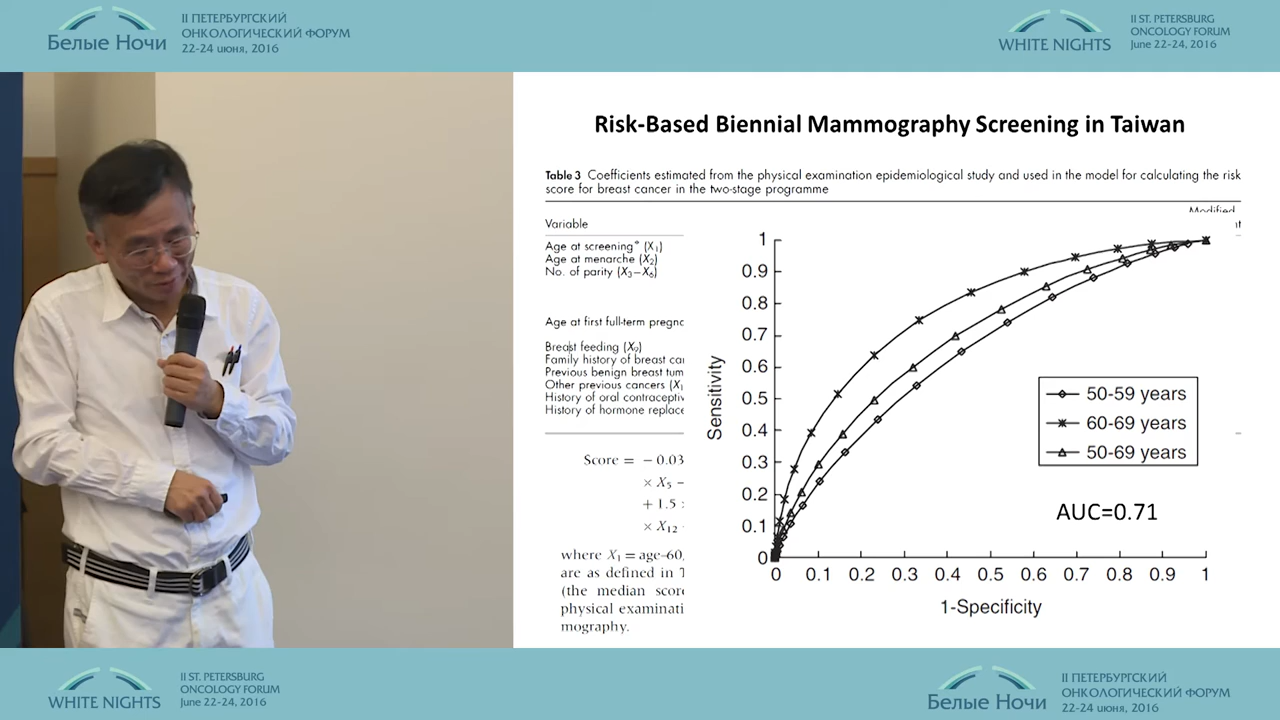 II ПЕТЕРБУРГСКИЙ
ОНКОЛОГИЧЕСКИЙ ФОРУМ
Белые Ночи
22-24 июня, 2016
II ST. PETERSBURG
ONCOLOGY FORUM
WHITE NIGHTS
June 22-24, 2016
Risk-Based Biennial Mammography Screening in Taiwan
Table 3 Coefficients estimated from the physical examination epidemiological study and used in the model for calculating the risk
score for breast cancer in the two-stage programme
Variable
Age at screening* (X1)
Age at menarche (X2)
No. of parity (X3–X6)
Age at first full-term
Breast feeding (X9)
Family history of breast
Previous benign breast
Other previous cancers
History of oral
History of hormone
Score = − 0.03
× X5 −
+ 1.5
× X12
where X1 = age–60,
are as defined in
(the median
physical
mography.
1
0.9
0.8
0.7
0.6
0.5
0.4
0.3
0.2
0.1
0
Sensitivity
0 0.1 0.2 0.3 0.4 0.5 0.6 0.7 0.8 0.9 1
1-Specificity
50-59 years
60-69 years
50-69 years
AUC=0.71
WHITE NIGHTS
II ST. PETERSBURG
ONCOLOGY FORUM
June 22-24, 2016
Белые Ночи
II ПЕТЕРБУРГСКИЙ
ОНКОЛОГИЧЕСКИЙ ФОРУМ
22-24 июня, 2016